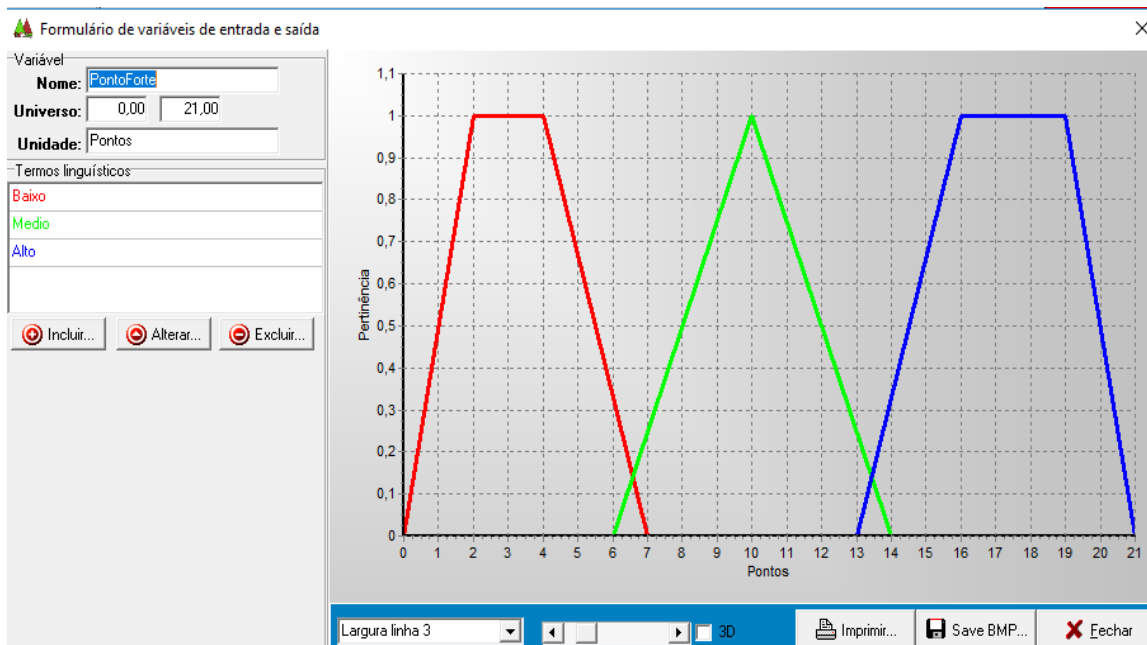 Formulário de variáveis de entrada e saída
Variável
Nome: PontoForte
Universo: 0,00 21,00
Unidade: Pontos
Termos linguísticos
Baixo
Medio
Alto
Incluir... Alterar... Excluir...
1,1
1
0,9
0,8
0,7
0,6
0,5
0,4
0,3
0,2
0,1
0
Pertinência
0 1 2 3 4 5 6 7 8 9 10 11 12 13 14 15 16 17 18 19 20 21
Pontos
Largura linha 3
3D
Imprimir... Save BMP... Fechar